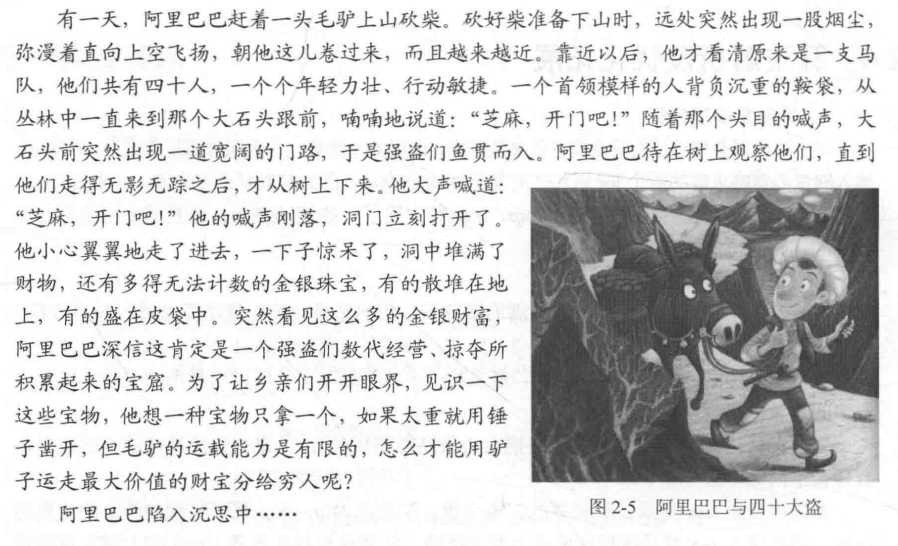 有一天，阿里巴巴赶着一头毛驴上山砍柴。砍好柴准备下山时，远处突然出现一股烟尘，
弥漫着直向上空飞扬，朝他这儿卷过来，而且越来越近。靠近以后，他才看清原来是一支马
队，他们共有四十人，一个个年轻力壮、行动敏捷。一个首领模样的人背负沉重的鞍袋，从
丛林中一直来到那个大石头跟前，喃喃地说道：“芝麻，开门吧！”随着那个头目的喊声，大
石头前突然出现一道宽阔的门路，于是强盗们鱼贯而入。阿里巴巴待在树上观察他们，直到
他们走得无影无踪之后，才从树上下来。他大声喊道：
“芝麻，开门吧！”他的喊声刚落，洞门立刻打开了。
他小心翼翼地走了进去，一下子惊呆了，洞中堆满了
财物，还有多得无法计数的金银珠宝，有的散堆在地
上，有的盛在皮袋中。突然看见这么多的金银财富，
阿里巴巴深信这肯定是一个强盗们数代经营、掠夺所
积累起来的宝窟。为了让乡亲们开开眼界，见识一下
这些宝物，他想一种宝物只拿一个，如果太重就用锤
子凿开，但毛驴的运载能力是有限的，怎么才能用驴
子运走最大价值的财宝分给穷人呢？
阿里巴巴陷入沉思中……
图 2-5 阿里巴巴与四十大盗